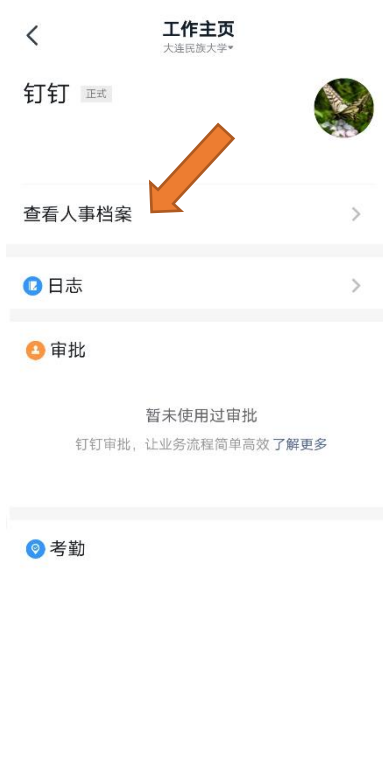 工作主页
大连民族大学
钉钉 正式
查看人事档案
日志
审批
暂未使用过审批
钉钉审批，让业务流程简单高效 了解更多
考勤